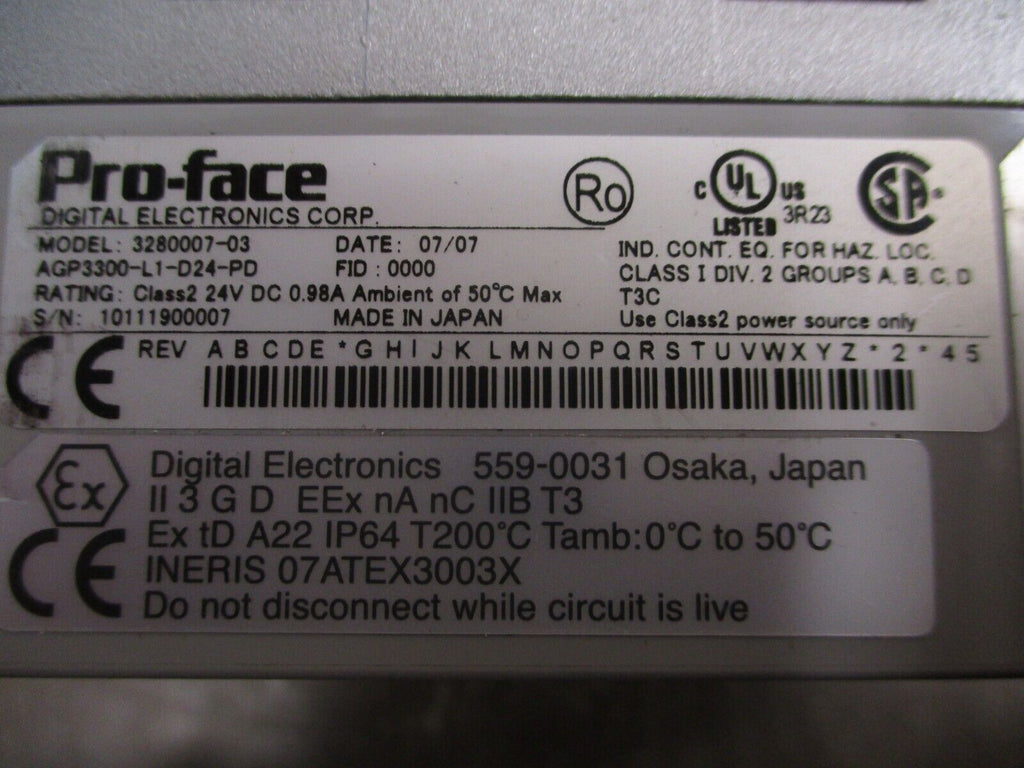 Pro-face
DIGITAL ELECTRONICS CORP.
Ro
C UL US
LISTED 3R23
SA
MODEL: 3280007-03 DATE: 07/07
AGP3300-L1-D24-PD FID : 0000
RATING: Class2 24V DC 0.98A Ambient of 50°C Max
S/N: 10111900007 MADE IN JAPAN
IND. CONT. EQ. FOR HAZ. LOC.
CLASS I DIV. 2 GROUPS A, B, C, D
T3C
Use Class2 power source only
CE REV A B C D E * G H I J K L M N O P Q R S T U V W X Y Z * 2 * 4 5
Ex
Digital Electronics 559-0031 Osaka, Japan
II 3 G D EEx nA nC IIB T3
Ex tD A22 IP64 T200°C Tamb:0°C to 50°C
CE INERIS 07ATEX3003X
Do not disconnect while circuit is live